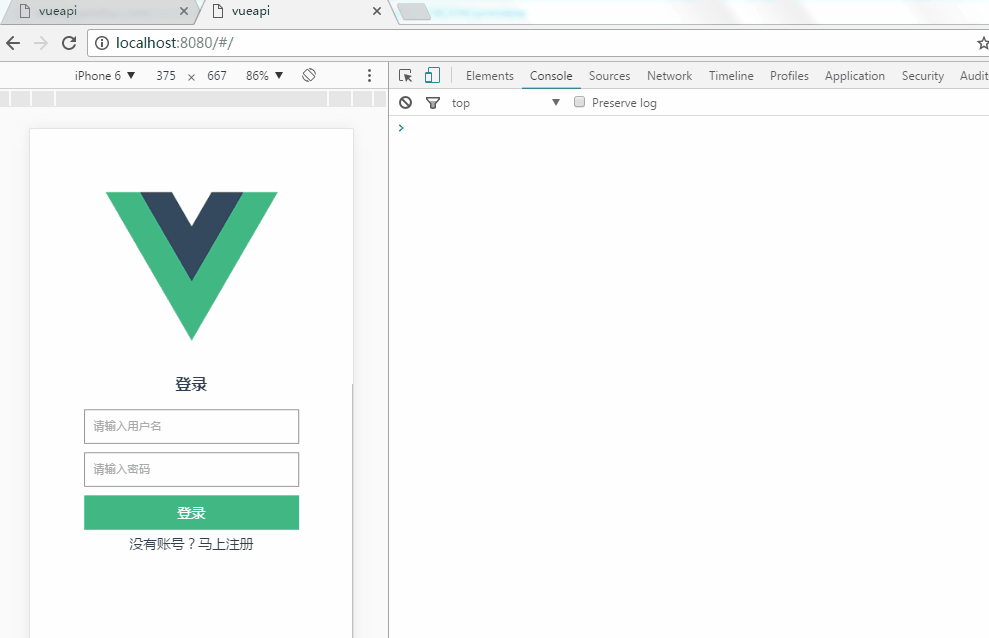 vueapi
vueapi
localhost:8080/#/
iPhone 6 ▼ 375 × 667 86% ▼
Elements Console Sources Network Timeline Profiles Application Security Audit
top ▼ Preserve log
登录
请输入用户名
请输入密码
登录
没有账号？马上注册